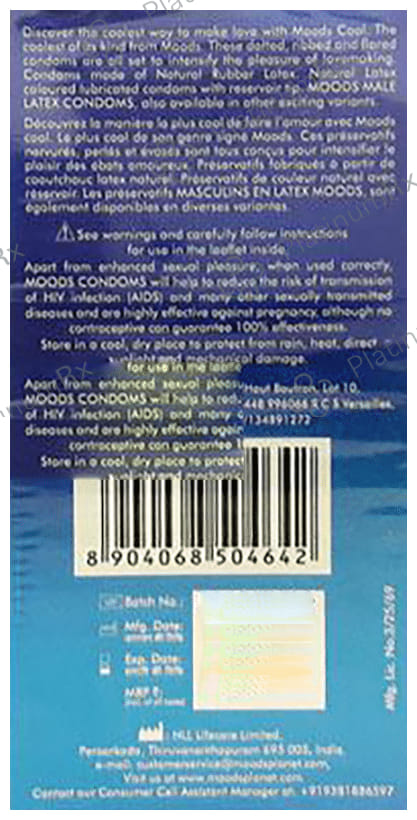 Discover the coolest way to make love with Moods Cool. The
coolest of its kind from Moods. These dotted, ribbed and flared
condoms are all set to intensify the pleasure of lovemaking.
Condoms made of Natural Rubber Latex. Natural Latex
coloured lubricated condoms with reservoir tip. MOODS MALE
LATEX CONDOMS, also available in other exciting variants.
Découvrez la manière la plus cool de faire l'amour avec Moods
Cool. Le plus cool de son genre signé Moods. Ces préservatifs
nervurés, perlés et évasés sont tous conçus pour intensifier le
plaisir des ébats amoureux. Préservatifs fabriqués à partir de
caoutchouc latex naturel. Préservatifs de couleur naturel avec
réservoir. Les préservatifs MASCULINS EN LATEX MOODS, sont
également disponibles en diverses variantes.
See warnings and carefully follow instructions
for use in the leaflet inside.
Apart from enhanced sexual pleasure, when used correctly,
MOODS CONDOMS will help to reduce the risk of transmission
of HIV infection (AIDS) and many other sexually transmitted
diseases and are highly effective against pregnancy, although no
contraceptive can guarantee 100% effectiveness.
Store in a cool, dry place to protect from rain, heat, direct
sunlight and mechanical damage.
for use in the leafle
Apart from enhanced sexual pleasu
MOODS CONDOMS will help to red
of HIV infection (AIDS) and many
diseases and are highly effective again
contraceptive can guarantee 1
Store in a cool, dry place to protect
sunlight and mechanic
Haut Boutron, Lot 10,
448 996066 R C S Versailles,
/134891272
8 904068 504642
Batch No.:
Mfg. Date:
Exp. Date:
MRP ₹:
Mfg. Lic. No.3/25/69
HLL Lifecare Limited,
Peroorkada, Thiruvananthapuram 695 005, India.
e-mail: customerservice@moodsplanet.com,
Visit us at www.moodsplanet.com
Contact our Consumer Cell Assistant Manager at: +919381886597